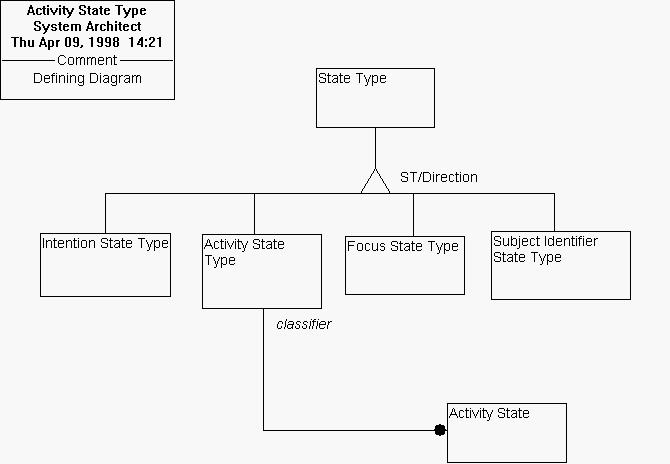 Activity State Type
System Architect
Thu Apr 09, 1998  14:21
Comment
Defining Diagram
State Type
ST/Direction
Intention State Type
Activity State
Type
Focus State Type
Subject Identifier
State Type
classifier
Activity State